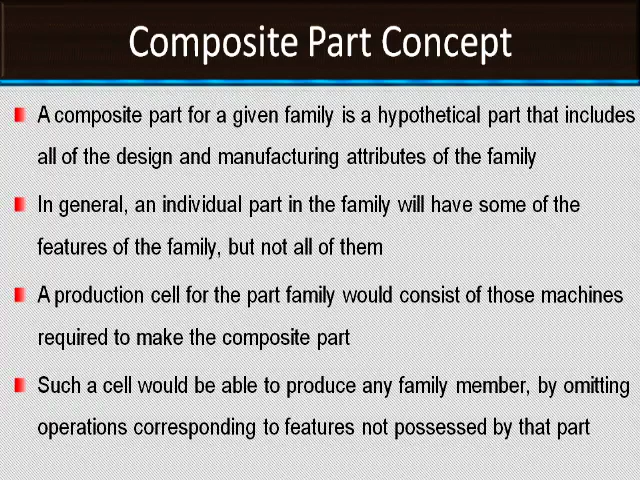 Composite Part Concept
A composite part for a given family is a hypothetical part that includes
all of the design and manufacturing attributes of the family
In general, an individual part in the family will have some of the
features of the family, but not all of them
A production cell for the part family would consist of those machines
required to make the composite part
Such a cell would be able to produce any family member, by omitting
operations corresponding to features not possessed by that part